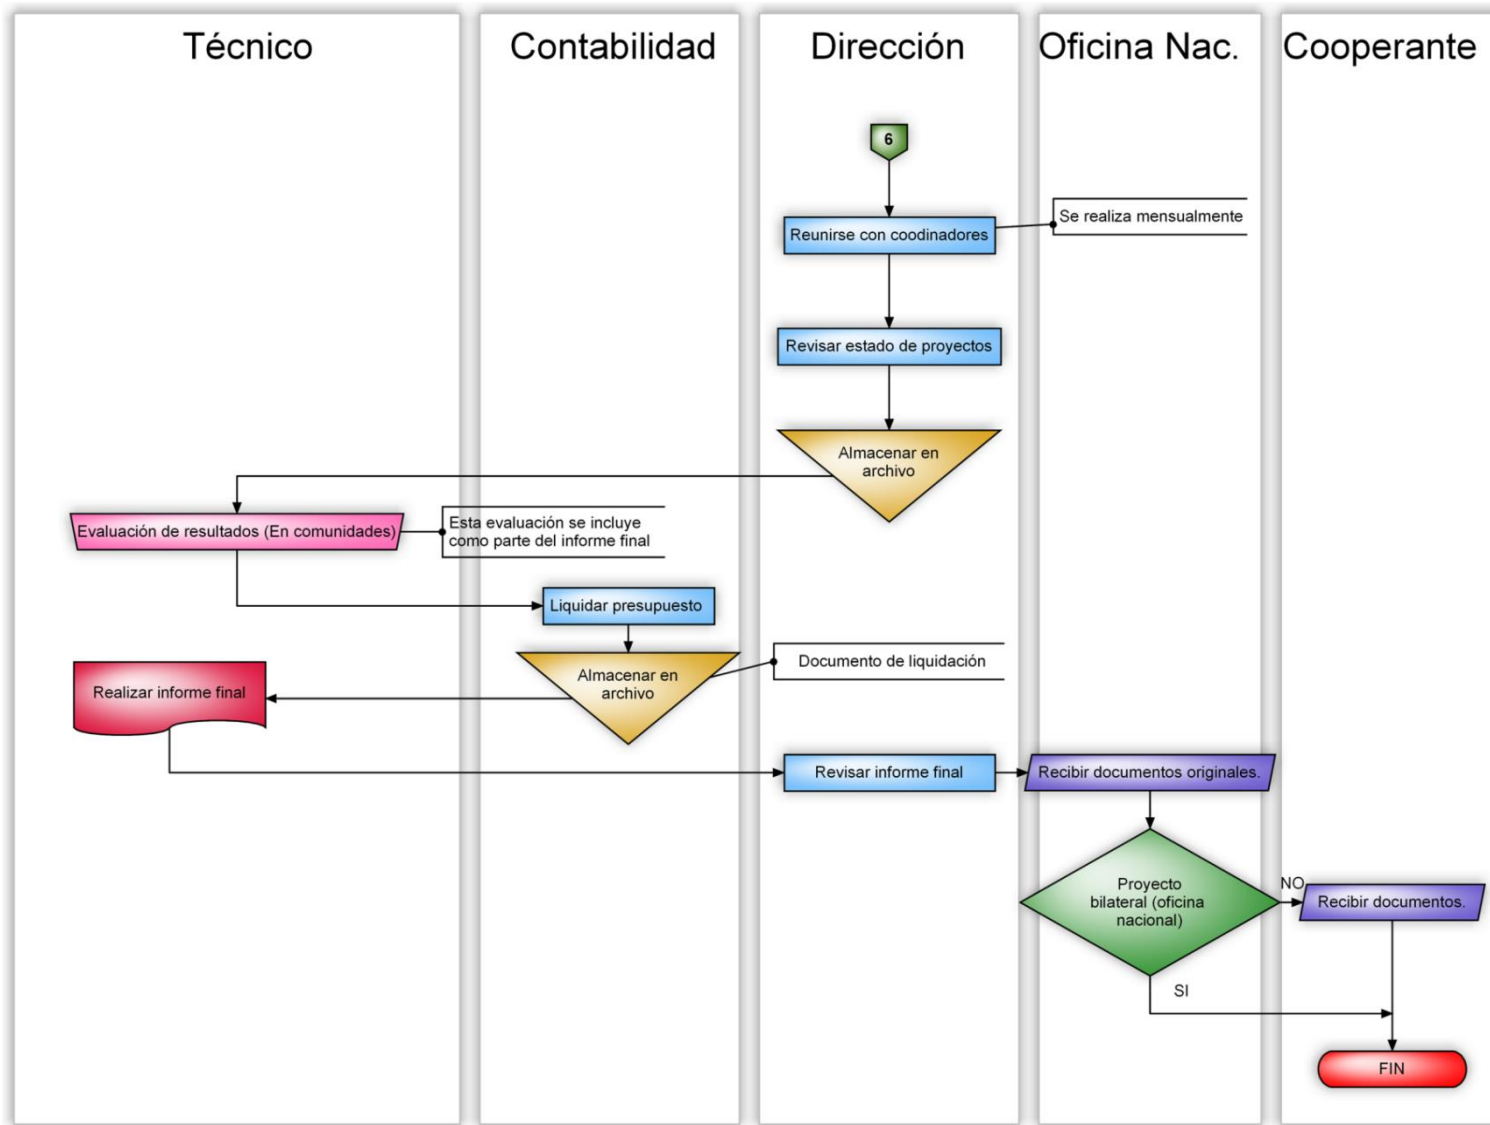 Técnico
Contabilidad
Dirección
Oficina Nac.
Cooperante
6
Reunirse con coodinadores
Se realiza mensualmente
Revisar estado de proyectos
Almacenar en
archivo
Evaluación de resultados (En comunidades)
Esta evaluación se incluye
como parte del informe final
Liquidar presupuesto
Almacenar en
archivo
Documento de liquidación
Realizar informe final
Revisar informe final
Recibir documentos originales.
Proyecto
bilateral (oficina
nacional)
NO
Recibir documentos.
SI
FIN